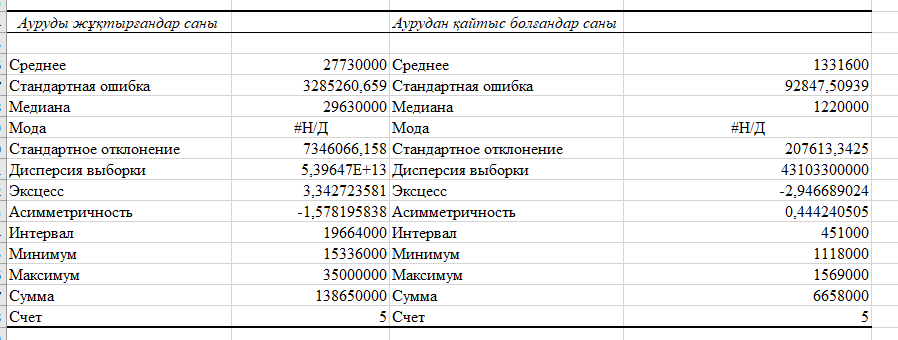 Ауруды жұқтырғандар саны Аурудан қайтыс болғандар саны
Среднее 27730000 Среднее 1331600
Стандартная ошибка 3285260,659 Стандартная ошибка 92847,50939
Медиана 29630000 Медиана 1220000
Мода #Н/Д Мода #Н/Д
Стандартное отклонение 7346066,158 Стандартное отклонение 207613,3425
Дисперсия выборки 5,39647E+13 Дисперсия выборки 43103300000
Эксцесс 3,342723581 Эксцесс -2,946689024
Асимметричность -1,578195838 Асимметричность 0,444240505
Интервал 19664000 Интервал 451000
Минимум 15336000 Минимум 1118000
Максимум 35000000 Максимум 1569000
Сумма 138650000 Сумма 6658000
Счет 5 Счет 5